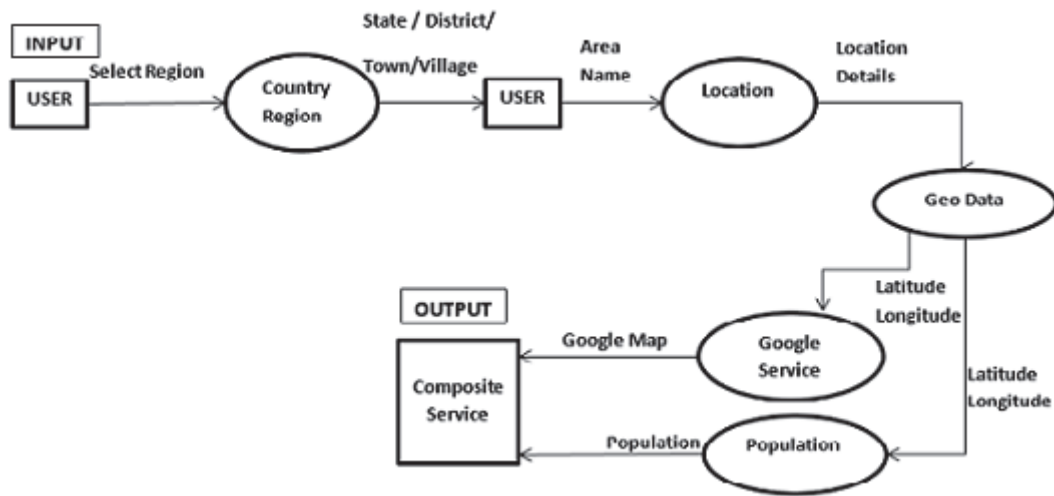 INPUT
USER
Select Region
Country
Region
State / District/
Town/Village
USER
Area
Name
Location
Location
Details
Geo Data
Latitude
Longitude
Latitude
Longitude
Google
Service
Google Map
Population
Population
OUTPUT
Composite
Service